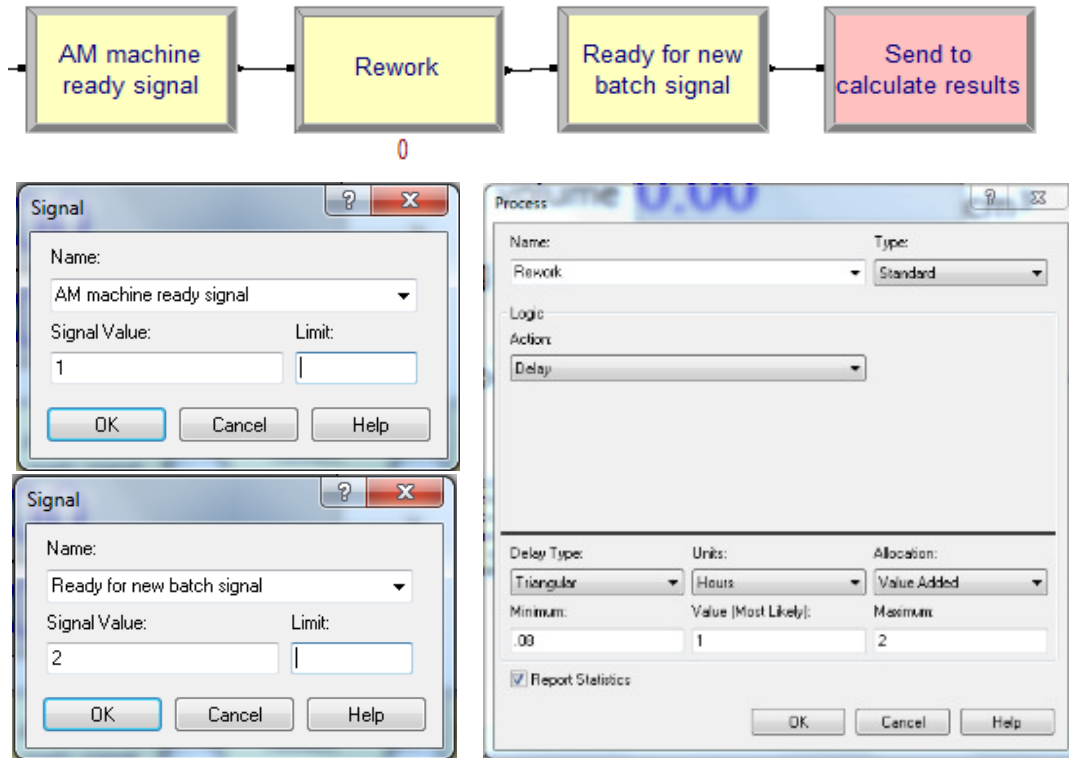 AM machine
ready signal
Rework
Ready for new
batch signal
Send to
calculate results
0
Signal
Name:
AM machine ready signal
Signal Value:
Limit:
1
OK
Cancel
Help
Signal
Name:
Ready for new batch signal
Signal Value:
Limit:
2
OK
Cancel
Help
volume 0.00
Process
Name:
Type:
Rework
Standard
Logic
Action:
Delay
Delay Type:
Units:
Allocation:
Triangular
Hours
Value Added
Minimum:
Value (Most Likely):
Maximum:
.08
1
2
Report Statistics
OK
Cancel
Help